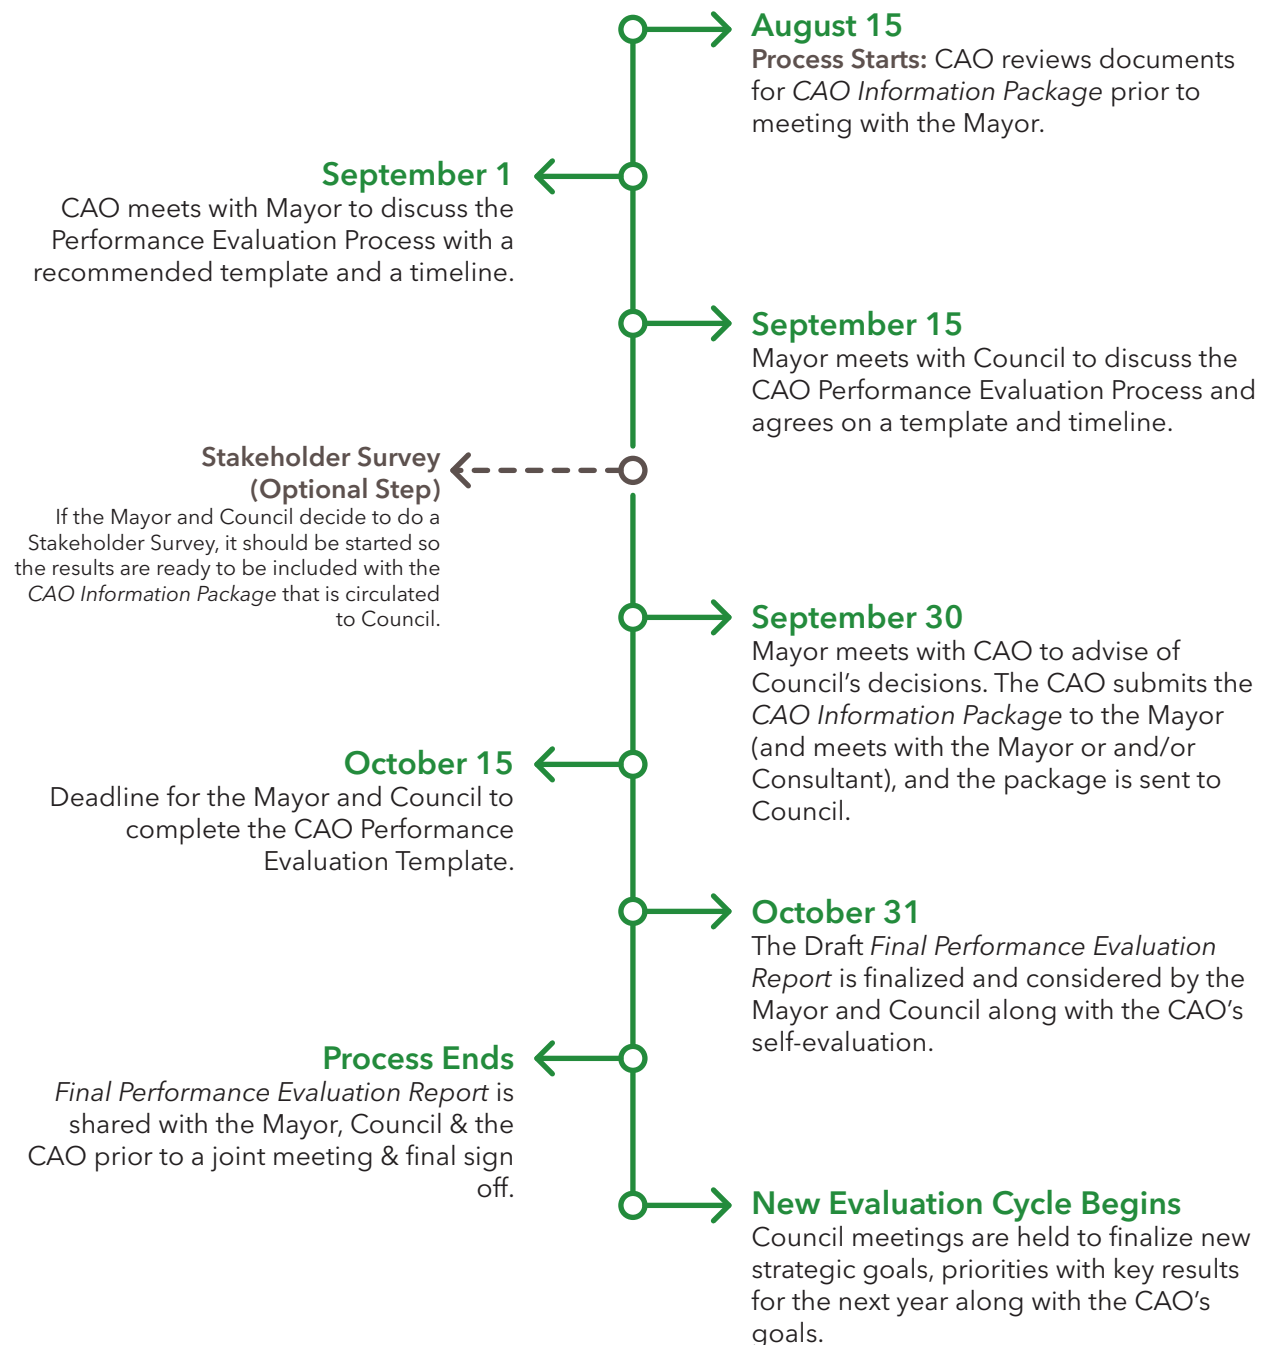 August 15
Process Starts: CAO reviews documents
for CAO Information Package prior to
meeting with the Mayor.
September 1
CAO meets with Mayor to discuss the
Performance Evaluation Process with a
recommended template and a timeline.
September 15
Mayor meets with Council to discuss the
CAO Performance Evaluation Process and
agrees on a template and timeline.
Stakeholder Survey
(Optional Step)
If the Mayor and Council decide to do a
Stakeholder Survey, it should be started so
the results are ready to be included with the
CAO Information Package that is circulated
to Council.
September 30
Mayor meets with CAO to advise of
Council’s decisions. The CAO submits the
CAO Information Package to the Mayor
(and meets with the Mayor or and/or
Consultant), and the package is sent to
Council.
October 15
Deadline for the Mayor and Council to
complete the CAO Performance
Evaluation Template.
October 31
The Draft Final Performance Evaluation
Report is finalized and considered by the
Mayor and Council along with the CAO’s
self-evaluation.
Process Ends
Final Performance Evaluation Report is
shared with the Mayor, Council & the
CAO prior to a joint meeting & final sign
off.
New Evaluation Cycle Begins
Council meetings are held to finalize new
strategic goals, priorities with key results
for the next year along with the CAO’s
goals.